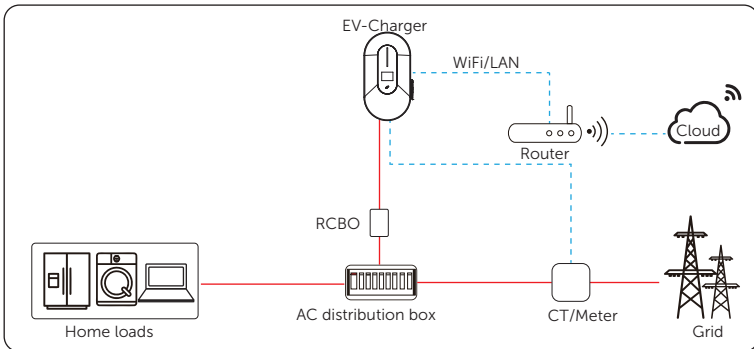 EV-Charger
WiFi/LAN
Cloud
Router
RCBO
Home loads
AC distribution box
CT/Meter
Grid